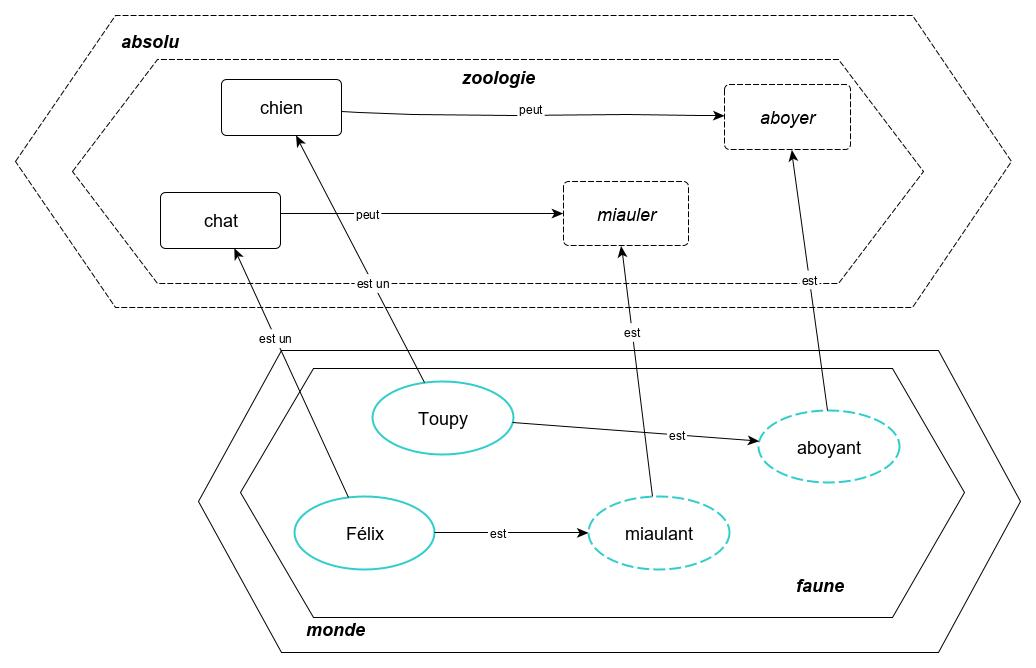 absolu
zoologie
chien
peut
aboyer
chat
peut
miauler
est un
est
est un
est
Toupy
est
aboyant
Félix
est
miaulant
faune
monde